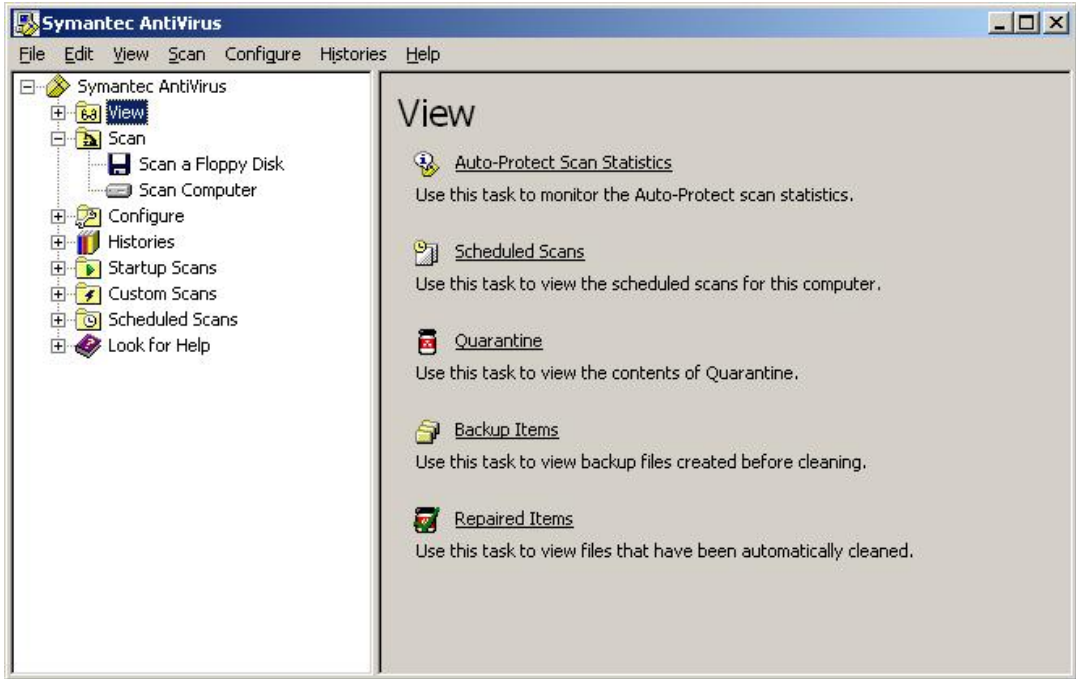 Symantec AntiVirus
File Edit View Scan Configure Histories Help
Symantec AntiVirus
View
Scan
Scan a Floppy Disk
Scan Computer
Configure
Histories
Startup Scans
Custom Scans
Scheduled Scans
Look for Help
View
Auto-Protect Scan Statistics
Use this task to monitor the Auto-Protect scan statistics.
Scheduled Scans
Use this task to view the scheduled scans for this computer.
Quarantine
Use this task to view the contents of Quarantine.
Backup Items
Use this task to view backup files created before cleaning.
Repaired Items
Use this task to view files that have been automatically cleaned.